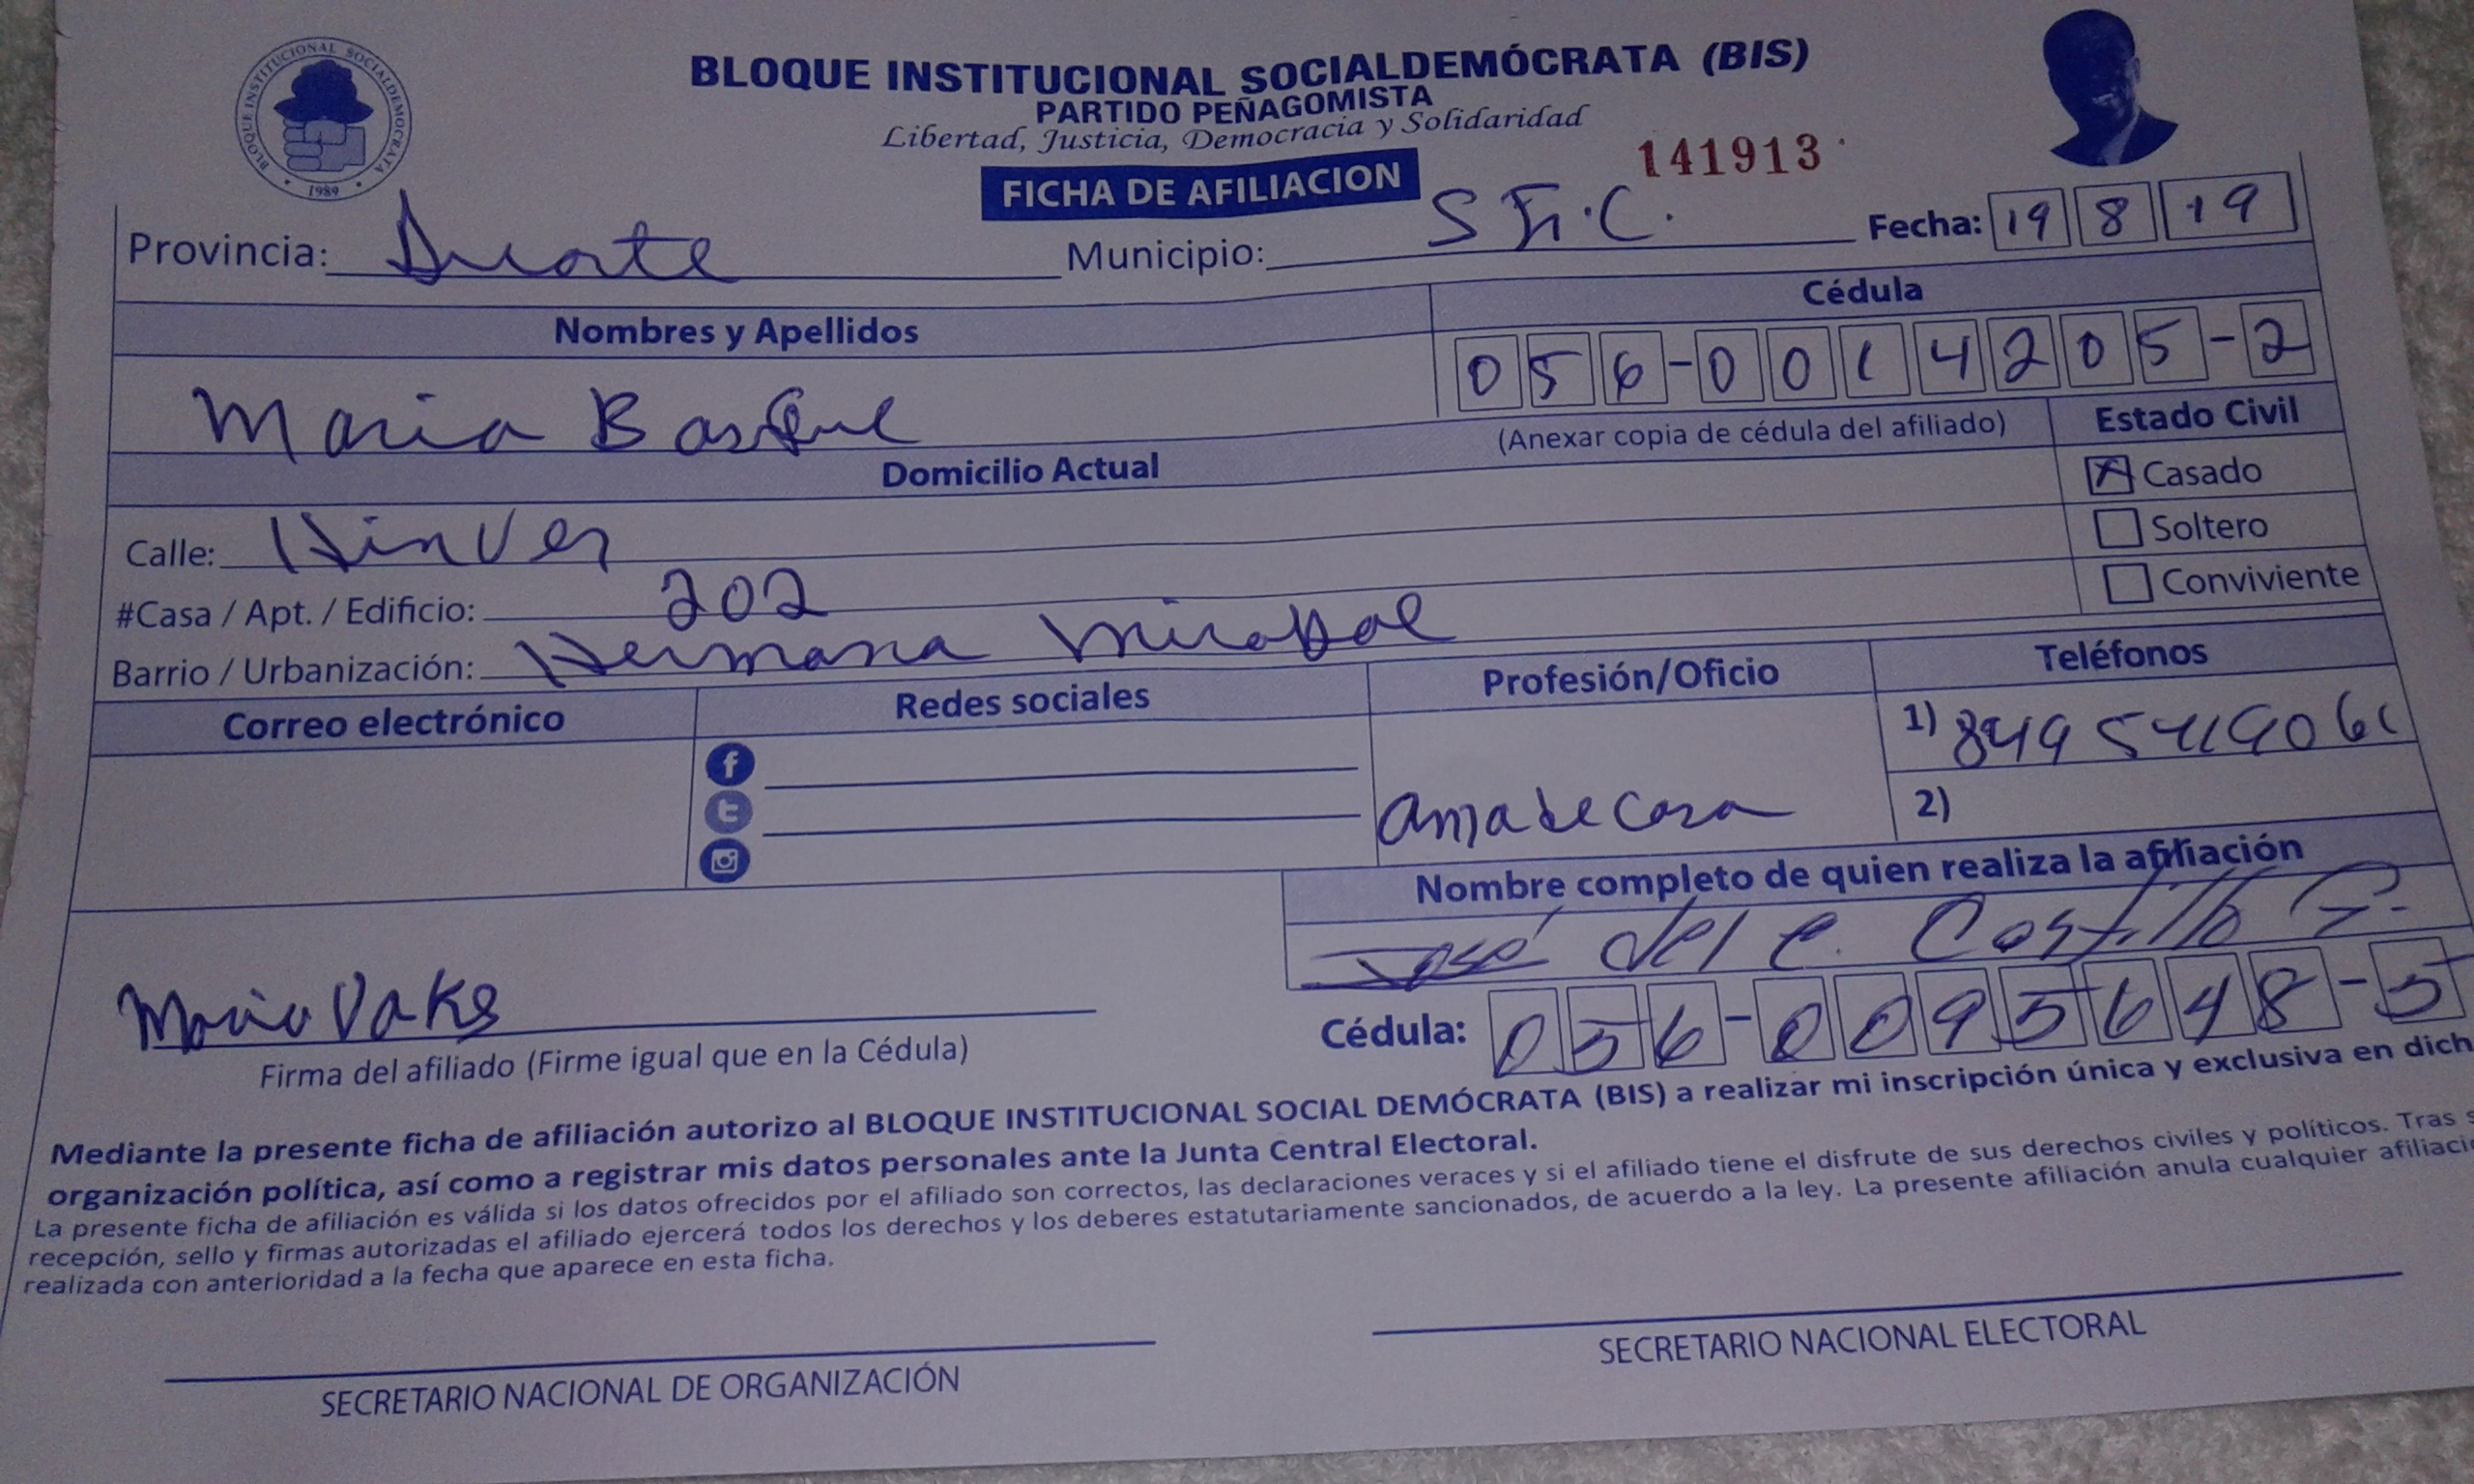 BLOQUE INSTITUCIONAL SOCIALDEMOCRATA
1989
BLOQUE INSTITUCIONAL SOCIALDEMÓCRATA (BIS)
PARTIDO PEÑAGOMISTA
Libertad, Justicia, Democracia y Solidaridad
141913
FICHA DE AFILIACION
Provincia: Duarte Municipio: S F. C. Fecha: 19 8 19
Nombres y Apellidos Cédula
Maria 056-0014205-2
(Anexar copia de cédula del afiliado) Estado Civil
Domicilio Actual
X Casado
Calle:
Soltero
#Casa / Apt. / Edificio: 202
Conviviente
Barrio / Urbanización: Hermana Mirabal
Correo electrónico Redes sociales Profesión/Oficio Teléfonos
1) 849
ama de casa
2)
Nombre completo de quien realiza la afiliación
José del C. Castillo G.
Maria
Firma del afiliado (Firme igual que en la Cédula)
Cédula: 056-0095648-5
Mediante la presente ficha de afiliación autorizo al BLOQUE INSTITUCIONAL SOCIAL DEMÓCRATA (BIS) a realizar mi inscripción única y exclusiva en dich
organización política, así como a registrar mis datos personales ante la Junta Central Electoral.
La presente ficha de afiliación es válida si los datos ofrecidos por el afiliado son correctos, las declaraciones veraces y si el afiliado tiene el disfrute de sus derechos civiles y políticos. Tras s
recepción, sello y firmas autorizadas el afiliado ejercerá todos los derechos y los deberes estatutariamente sancionados, de acuerdo a la ley. La presente afiliación anula cualquier afiliaci
realizada con anterioridad a la fecha que aparece en esta ficha.
SECRETARIO NACIONAL DE ORGANIZACIÓN
SECRETARIO NACIONAL ELECTORAL